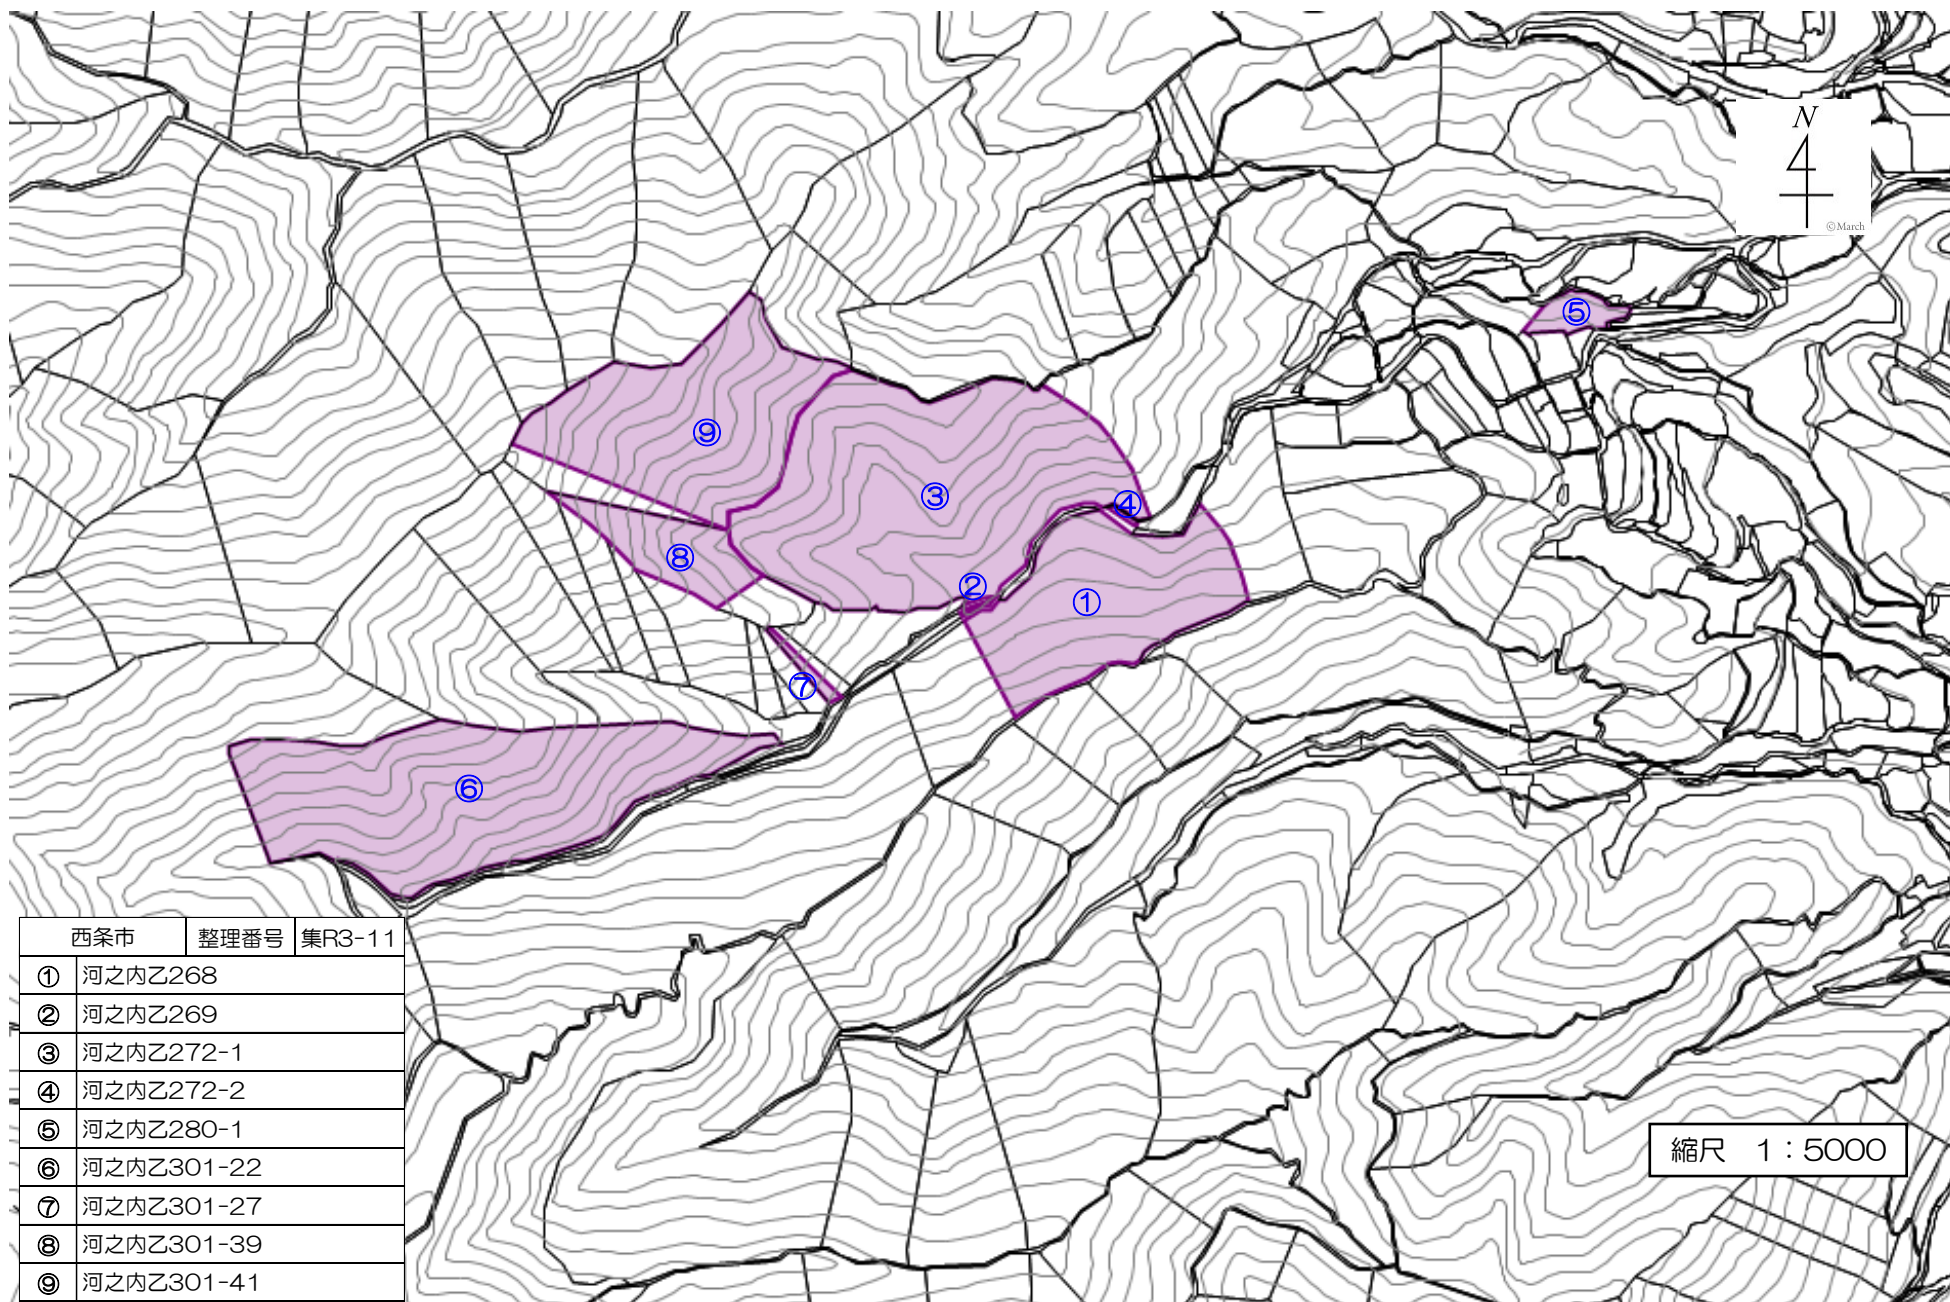 N
©March
⑤
⑨
③
④
⑧
②
①
⑦
⑥
西条市 整理番号 集R3-11
① 河之内乙268
② 河之内乙269
③ 河之内乙272-1
④ 河之内乙272-2
⑤ 河之内乙280-1
⑥ 河之内乙301-22
⑦ 河之内乙301-27
⑧ 河之内乙301-39
⑨ 河之内乙301-41
縮尺 1：5000